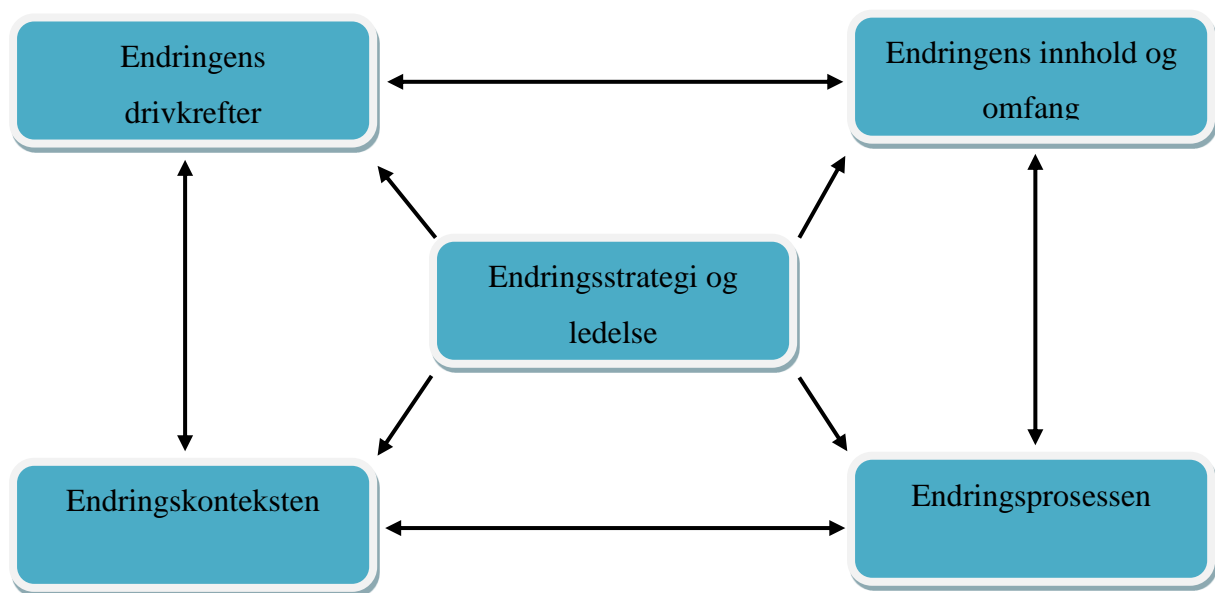 Endringens
drivkrefter
Endringens innhold og
omfang
Endringsstrategi og
ledelse
Endringskonteksten
Endringsprosessen